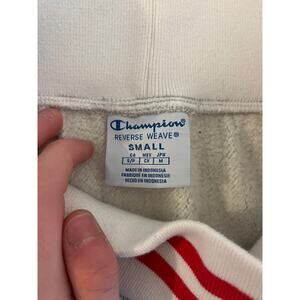 Champion
REVERSE WEAVE®
SMALL
CA MEX JPN
S/P CH M
MADE IN INDONESIA
FABRIQUÉ EN INDONÉSIE
HECHO EN INDONESIA